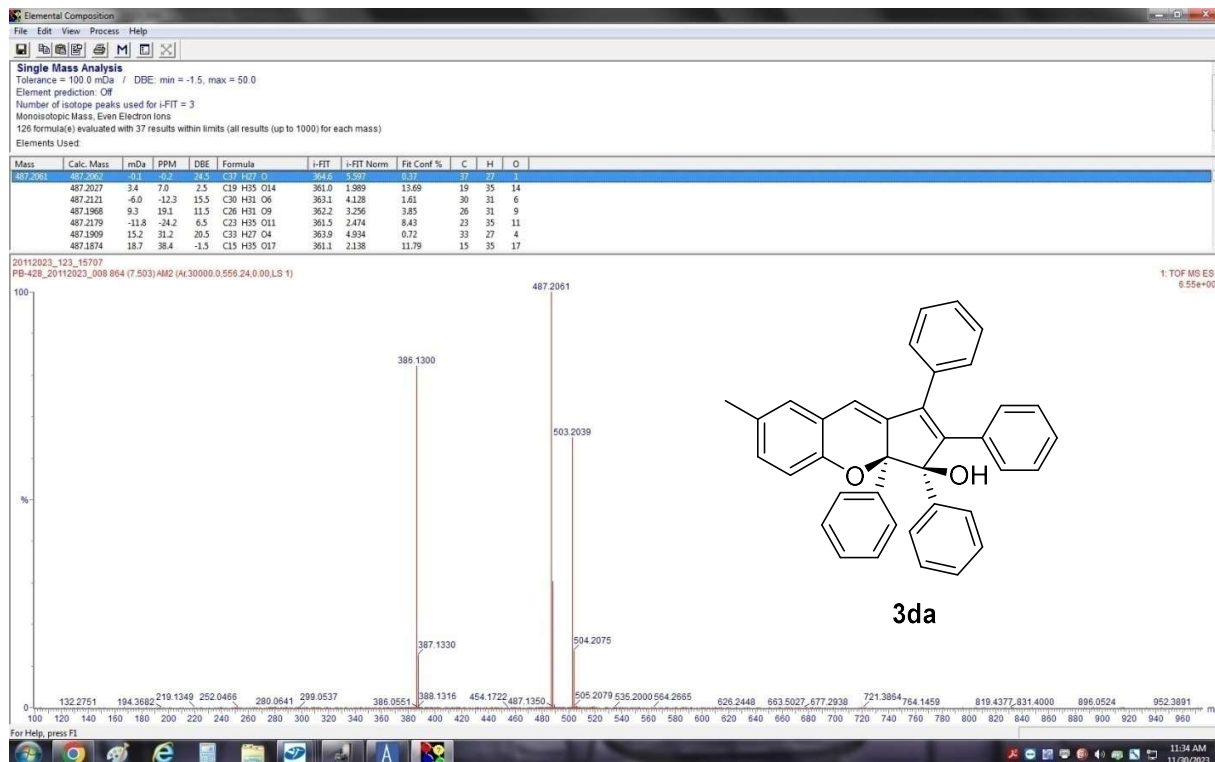 Elemental Composition
File Edit View Process Help
M
Single Mass Analysis
Tolerance = 100.0 mDa / DBE: min = -1.5, max = 50.0
Element prediction: Off
Number of isotope peaks used for i-FIT = 3
Monoisotopic Mass, Even Electron Ions
126 formula(e) evaluated with 37 results within limits (all results (up to 1000) for each mass)
Elements Used:
Mass Calc. Mass mDa PPM DBE Formula i-FIT i-FIT Norm Fit Conf % C H O
487.2061 487.2062 -0.1 -0.2 24.5 C37 H27 O 364.6 5.597 0.37 37 27 1
487.2027 3.4 7.0 2.5 C19 H35 O14 361.0 1.989 13.69 19 35 14
487.2121 -6.0 -12.3 15.5 C30 H31 O6 363.1 4.128 1.61 30 31 6
487.1968 9.3 19.1 11.5 C26 H31 O9 362.2 3.256 3.85 26 31 9
487.2179 -11.8 -24.2 6.5 C23 H35 O11 361.5 2.474 8.43 23 35 11
487.1909 15.2 31.2 20.5 C33 H27 O4 363.9 4.934 0.72 33 27 4
487.1874 18.7 38.4 -1.5 C15 H35 O17 361.1 2.138 11.79 15 35 17
20112023_123_15707
PB-428_20112023_008 864 (7.503) AM2 (Ar,30000.0,556.24,0.00,LS 1)
1: TOF MS ES
6.55e+00
100
%
0
487.2061
386.1300
503.2039
387.1330
504.2075
132.2751 194.3682 219.1349 252.0466 280.0641 299.0537 386.0551 388.1316 454.1722 487.1350 505.2079 535.2000 564.2665 626.2448 663.5027 677.2938 721.3864 764.1459 819.4377 831.4000 896.0524 952.3891
O
OH
3da
100 120 140 160 180 200 220 240 260 280 300 320 340 360 380 400 420 440 460 480 500 520 540 560 580 600 620 640 660 680 700 720 740 760 780 800 820 840 860 880 900 920 940 960 m
For Help, press F1
11:34 AM
11/30/2023